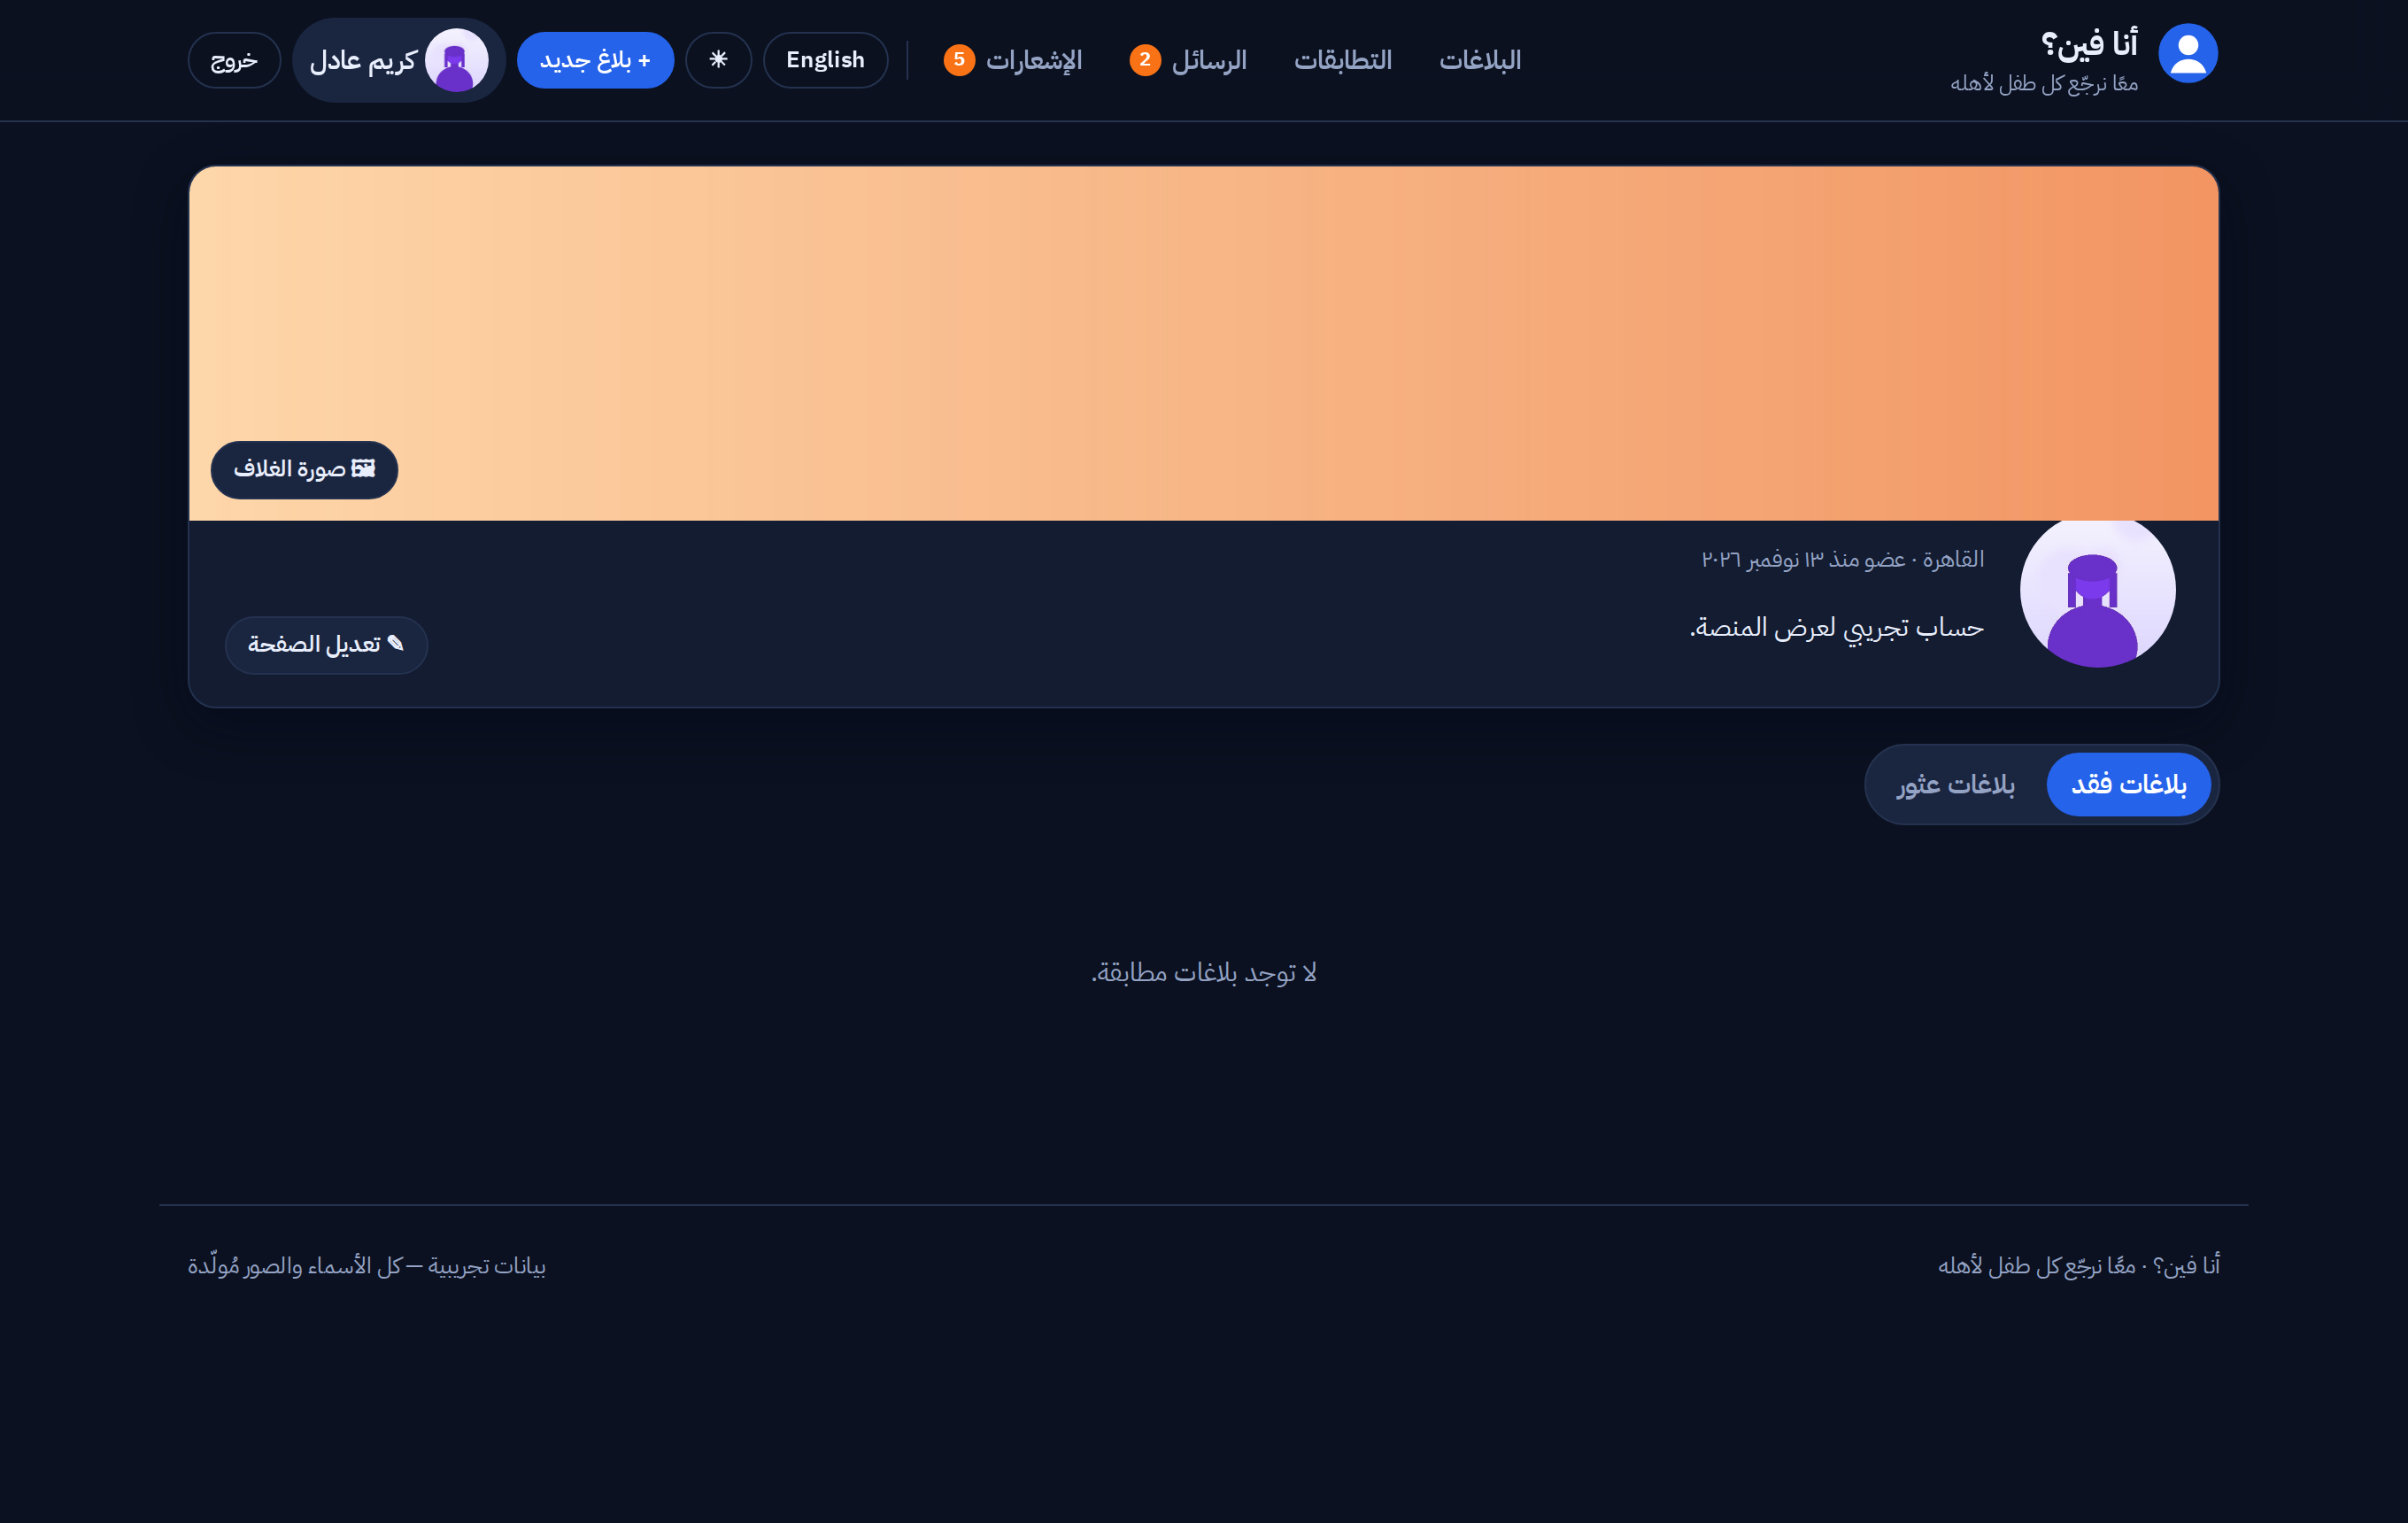 أنا فين؟
معًا نرجّع كل طفل لأهله
البلاغات
التطابقات
الرسائل 2
الإشعارات 5
English
+ بلاغ جديد
كريم عادل
خروج
صورة الغلاف
القاهرة · عضو منذ ١٣ نوفمبر ٢٠٢٦
حساب تجريبي لعرض المنصة.
✎ تعديل الصفحة
بلاغات فقد
بلاغات عثور
لا توجد بلاغات مطابقة.
أنا فين؟ · معًا نرجّع كل طفل لأهله
بيانات تجريبية — كل الأسماء والصور مُولّدة